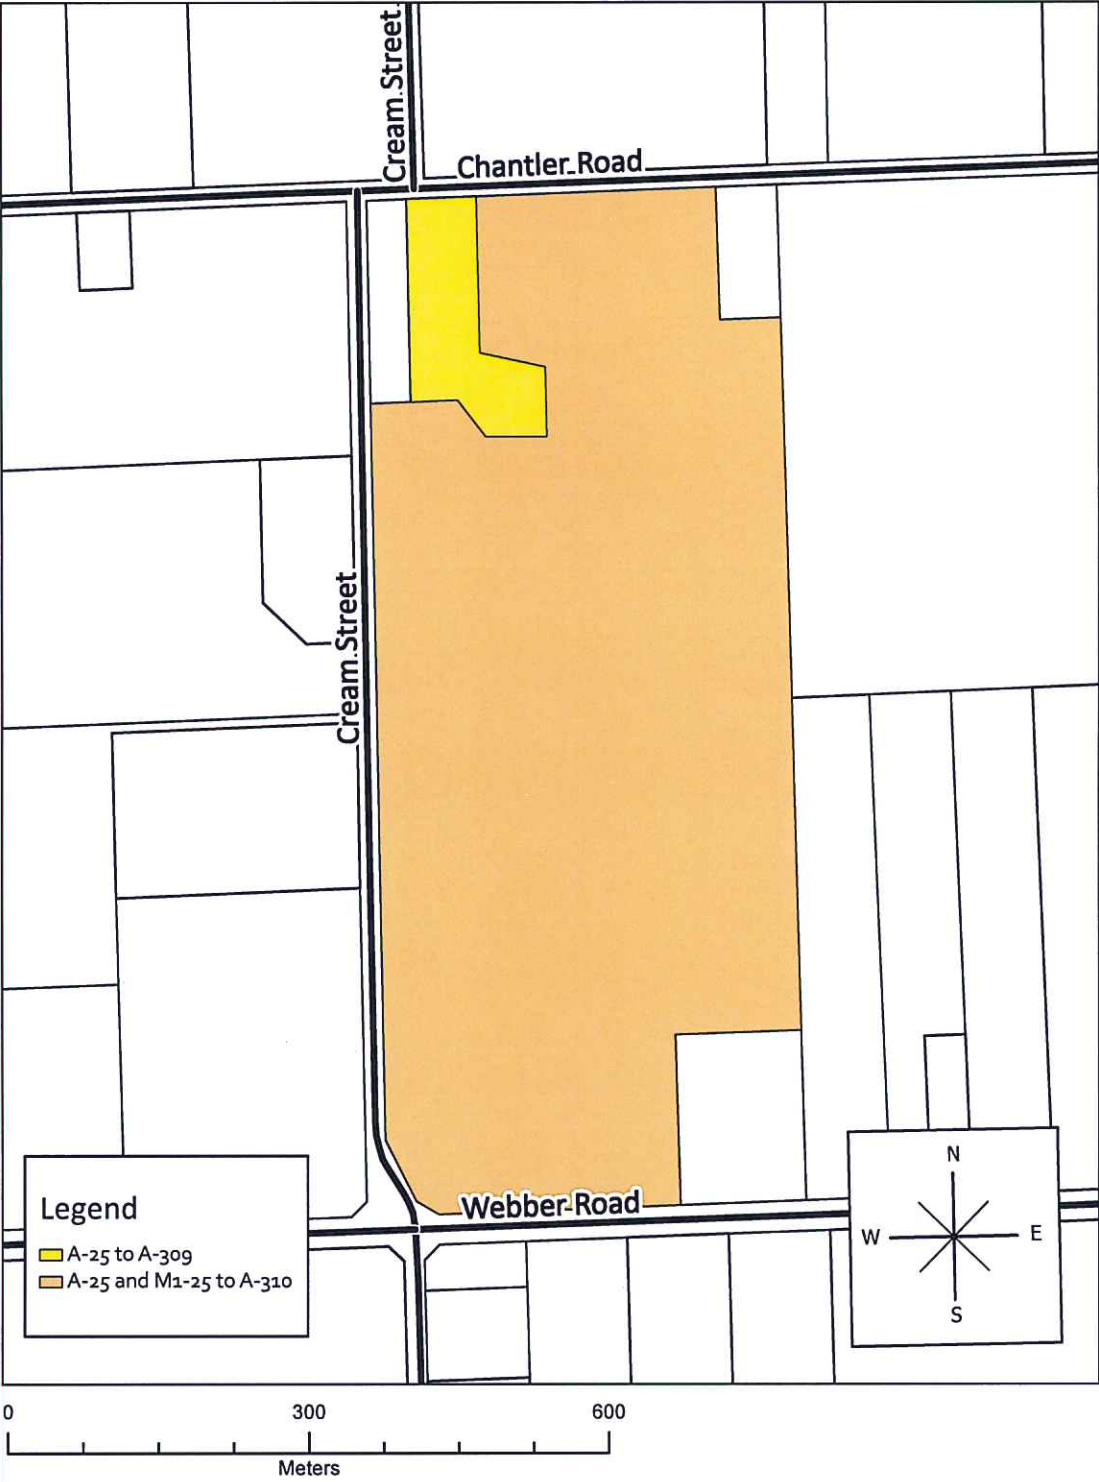 Cream Street
Chantler Road
Cream Street
Webber Road
Legend
A-25 to A-309
A-25 and M1-25 to A-310
N
W
E
S
0 300 600
Meters